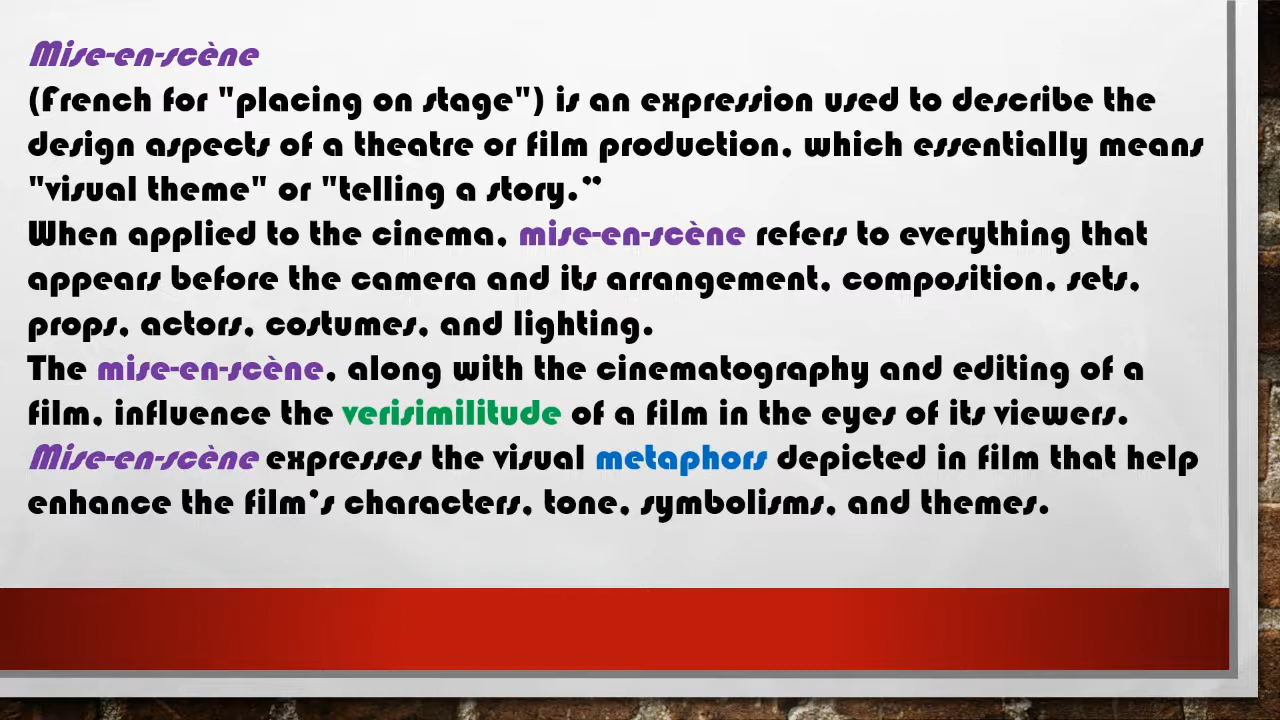 Mise-en-scène
(French for "placing on stage") is an expression used to describe the
design aspects of a theatre or film production, which essentially means
"visual theme" or "telling a story.”
When applied to the cinema, mise-en-scène refers to everything that
appears before the camera and its arrangement, composition, sets,
props, actors, costumes, and lighting.
The mise-en-scène, along with the cinematography and editing of a
film, influence the verisimilitude of a film in the eyes of its viewers.
Mise-en-scène expresses the visual metaphors depicted in film that help
enhance the film’s characters, tone, symbolisms, and themes.